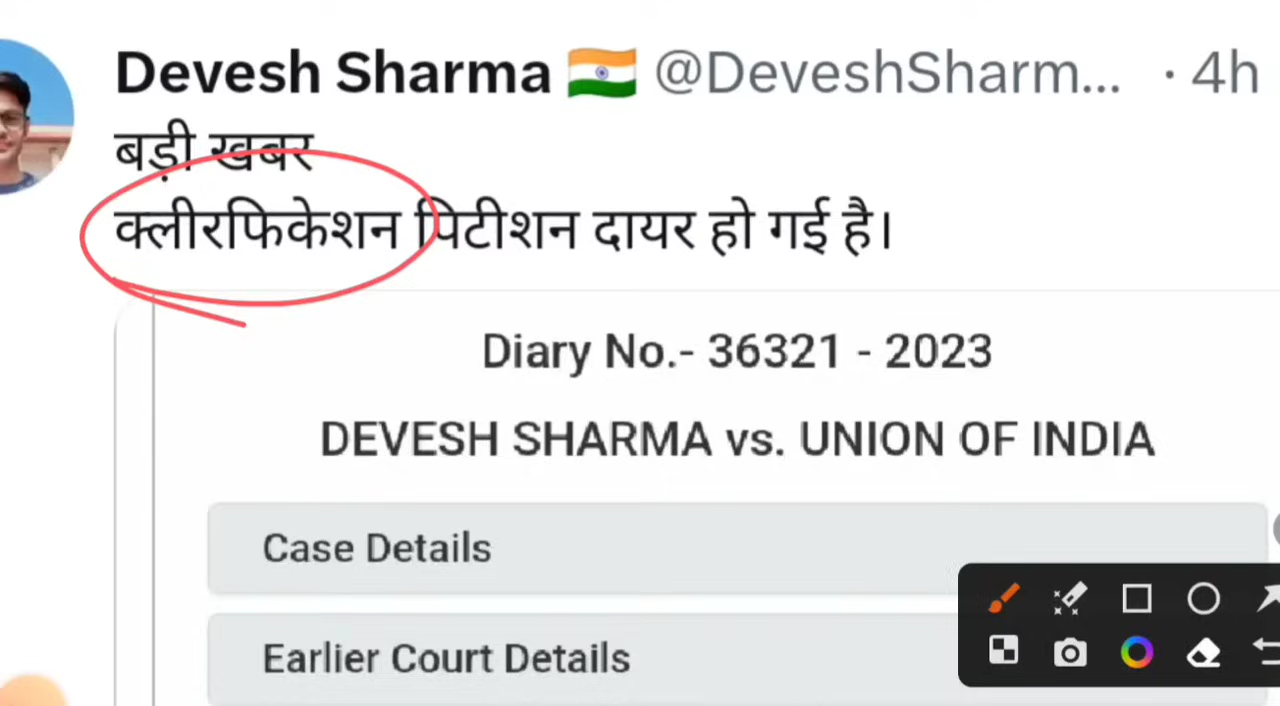 Devesh Sharma 🇮🇳 @DeveshSharm... · 4h
बड़ी खबर
क्लीरफिकेशन पिटीशन दायर हो गई है।
Diary No.- 36321 - 2023
DEVESH SHARMA vs. UNION OF INDIA
Case Details
Earlier Court Details